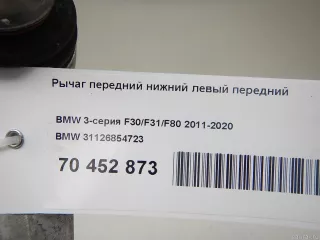 Рычаг передний нижний левый передний
BMW 3-серия F30/F31/F80 2011-2020
BMW 31126854723
70 452 873